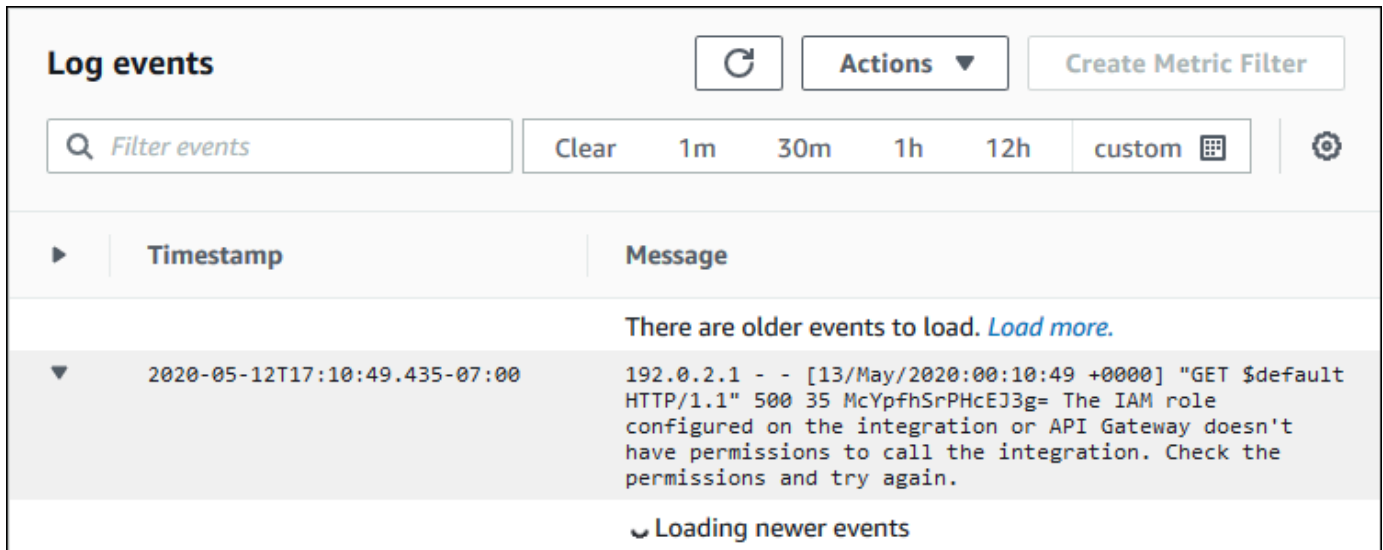 Log events
Actions
Create Metric Filter
Filter events
Clear 1m 30m 1h 12h custom
Timestamp Message
There are older events to load. Load more.
2020-05-12T17:10:49.435-07:00 192.0.2.1 - - [13/May/2020:00:10:49 +0000] "GET $default
HTTP/1.1" 500 35 McYpfhSrPHcEJ3g= The IAM role
configured on the integration or API Gateway doesn't
have permissions to call the integration. Check the
permissions and try again.
Loading newer events